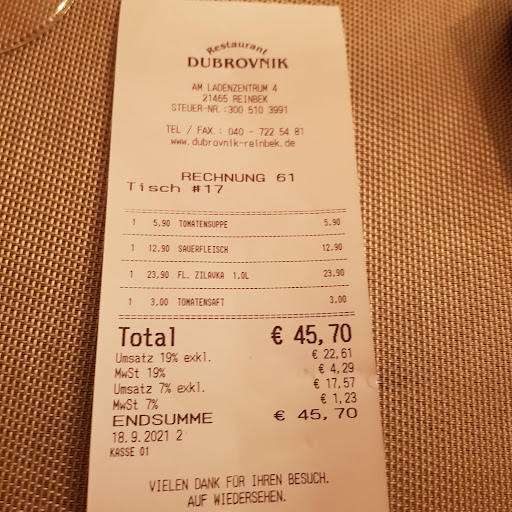 Restaurant
DUBROVNIK
AM LADENZENTRUM 4
21465 REINBEK
STEUER-NR.:300 510 3991
TEL / FAX.: 040 - 722 54 81
www.dubrovnik-reinbek.de
RECHNUNG 61
Tisch #17
1 5,90 TOMATENSUPPE 5,90
1 12,90 SAUERFLEISCH 12,90
1 23,90 FL. ZILAVKA 1,0L 23,90
1 3,00 TOMATENSAFT 3,00
Total € 45,70
Umsatz 19% exkl. € 22,61
MwSt 19% € 4,29
Umsatz 7% exkl. € 17,57
MwSt 7% € 1,23
ENDSUMME € 45,70
18.9.2021 2
KASSE 01
VIELEN DANK FÜR IHREN BESUCH.
AUF WIEDERSEHEN.